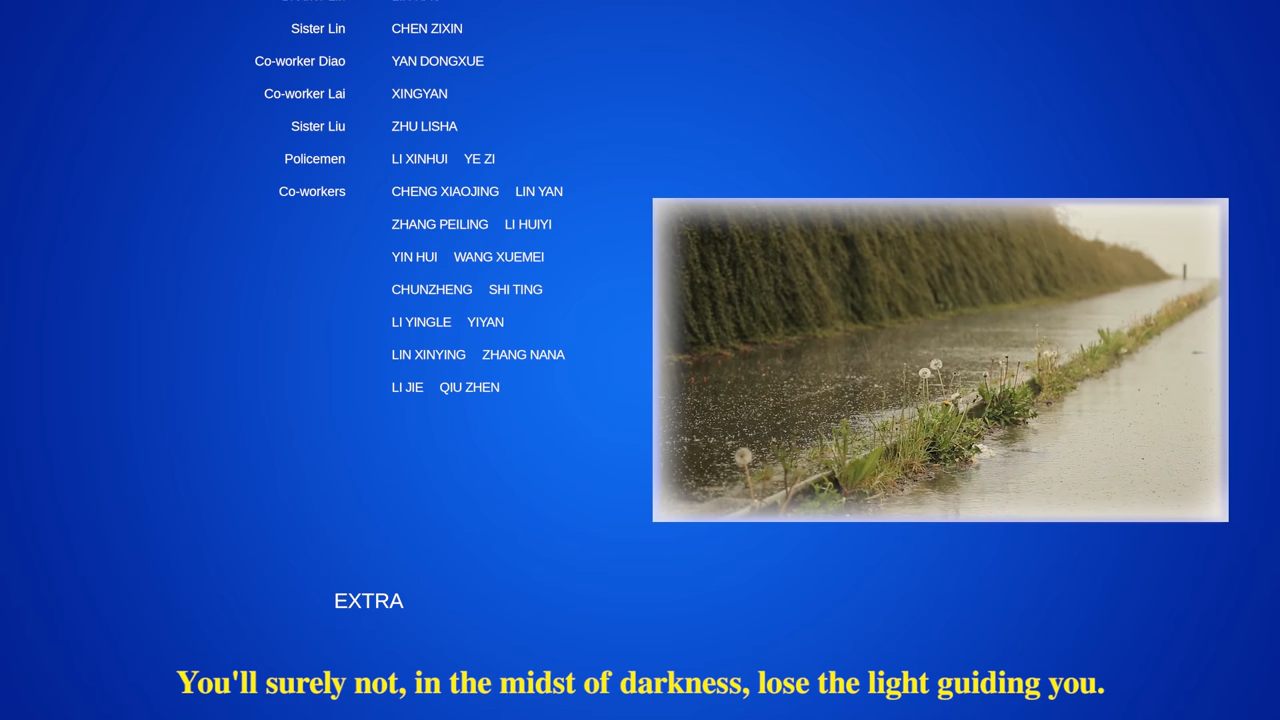 Sister Lin CHEN ZIXIN
Co-worker Diao YAN DONGXUE
Co-worker Lai XINGYAN
Sister Liu ZHU LISHA
Policemen LI XINHUI YE ZI
Co-workers CHENG XIAOJING LIN YAN
ZHANG PEILING LI HUIYI
YIN HUI WANG XUEMEI
CHUNZHENG SHI TING
LI YINGLE YIYAN
LIN XINYING ZHANG NANA
LI JIE QIU ZHEN
EXTRA
You'll surely not, in the midst of darkness, lose the light guiding you.